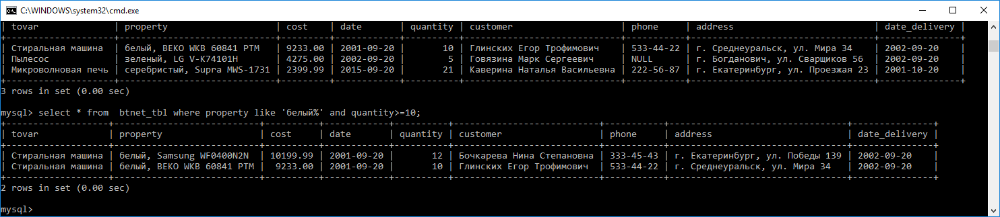 C:\WINDOWS\system32\cmd.exe
| tovar | property | cost | date | quantity | customer | phone | address | date_delivery |
| Стиральная машина | белый, BEKO WKB 60841 PTM | 9233.00 | 2001-09-20 | 10 | Глинских Егор Трофимович | 533-44-22 | г. Среднеуральск, ул. Мира 34 | 2002-09-20 |
| Пылесос | зеленый, LG V-K74101H | 4275.00 | 2002-09-20 | 5 | Говязина Марк Сергеевич | NULL | г. Богданович, ул. Сварщиков 56 | 2002-09-20 |
| Микроволновая печь | серебристый, Supra MWS-1731 | 2399.99 | 2015-09-20 | 21 | Каверина Наталья Васильевна | 222-56-87 | г. Екатеринбург, ул. Проезжая 23 | 2001-10-20 |
3 rows in set (0.00 sec)
mysql> select * from  btnet_tbl where property like 'белый%' and quantity>=10;
| tovar | property | cost | date | quantity | customer | phone | address | date_delivery |
| Стиральная машина | белый, Samsung WF0400N2N | 10199.99 | 2001-09-20 | 12 | Бочкарева Нина Степановна | 333-45-43 | г. Екатеринбург, ул. Победы 139 | 2002-09-20 |
| Стиральная машина | белый, BEKO WKB 60841 PTM | 9233.00 | 2001-09-20 | 10 | Глинских Егор Трофимович | 533-44-22 | г. Среднеуральск, ул. Мира 34 | 2002-09-20 |
2 rows in set (0.00 sec)
mysql>